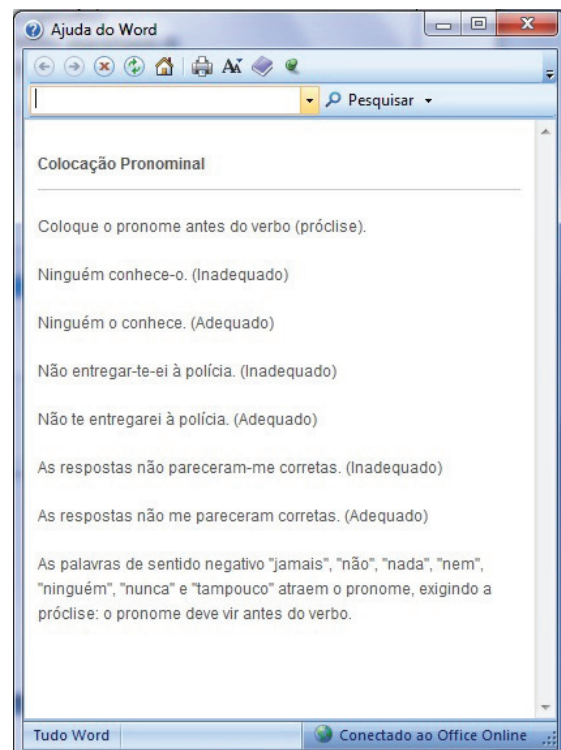 Ajuda do Word
Pesquisar
Colocação Pronominal
Coloque o pronome antes do verbo (próclise).
Ninguém conhece-o. (Inadequado)
Ninguém o conhece. (Adequado)
Não entregar-te-ei à polícia. (Inadequado)
Não te entregarei à polícia. (Adequado)
As respostas não pareceram-me corretas. (Inadequado)
As respostas não me pareceram corretas. (Adequado)
As palavras de sentido negativo "jamais", "não", "nada", "nem",
"ninguém", "nunca" e "tampouco" atraem o pronome, exigindo a
próclise: o pronome deve vir antes do verbo.
Tudo Word
Conectado ao Office Online